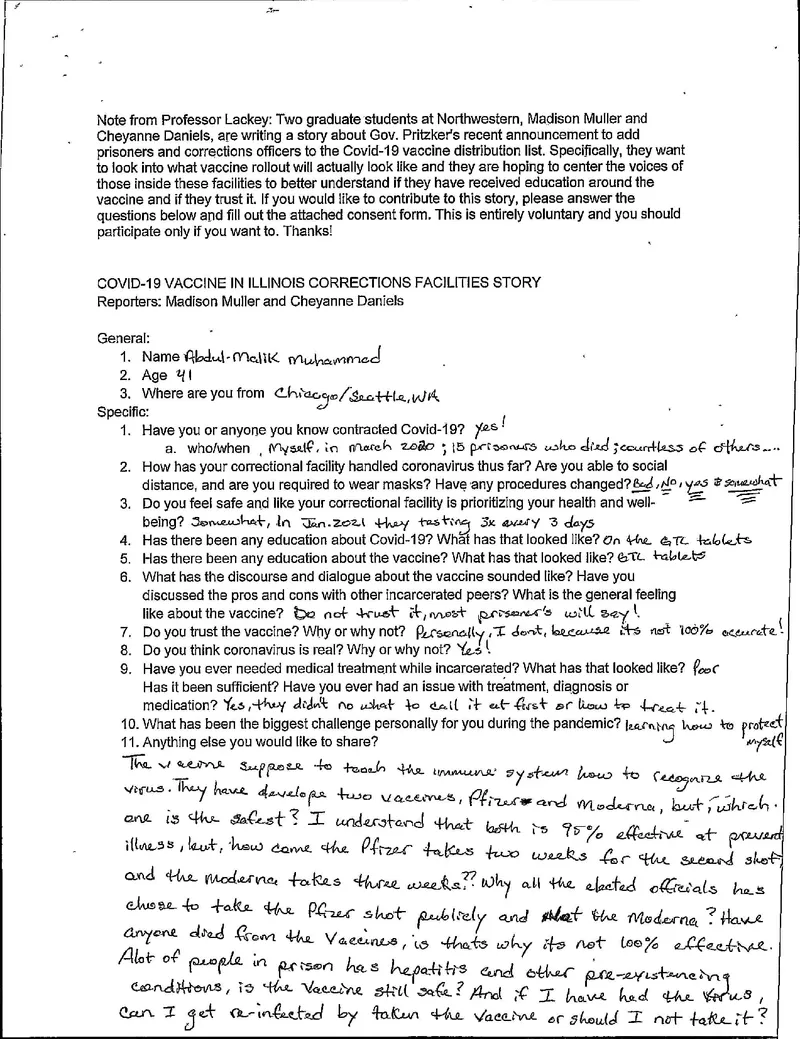 Note from Professor Lackey: Two graduate students at Northwestern, Madison Muller and
Cheyanne Daniels, are writing a story about Gov. Pritzker's recent announcement to add
prisoners and corrections officers to the Covid-19 vaccine distribution list. Specifically, they want
to look into what vaccine rollout will actually look like and they are hoping to center the voices of
those inside these facilities to better understand if they have received education around the
vaccine and if they trust it. If you would like to contribute to this story, please answer the
questions below and fill out the attached consent form. This is entirely voluntary and you should
participate only if you want to. Thanks!
COVID-19 VACCINE IN ILLINOIS CORRECTIONS FACILITIES STORY
Reporters: Madison Muller and Cheyanne Daniels
General:
1. Name Abdul-Malik Muhammad
2. Age 41
3. Where are you from Chicago/Seattle, WA
Specific:
1. Have you or anyone you know contracted Covid-19? yes!
a. who/when, Myself, in march 2020; 15 prisoners who died; countless of others....
2. How has your correctional facility handled coronavirus thus far? Are you able to social
distance, and are you required to wear masks? Have any procedures changed? Bad, No, yes & somewhat
3. Do you feel safe and like your correctional facility is prioritizing your health and well-
being? Somewhat, In Jan. 2021 they testing 3x every 3 days
4. Has there been any education about Covid-19? What has that looked like? On the GTL tablets
5. Has there been any education about the vaccine? What has that looked like? GTL tablets
6. What has the discourse and dialogue about the vaccine sounded like? Have you
discussed the pros and cons with other incarcerated peers? What is the general feeling
like about the vaccine? Do not trust it, most prisoner's will say!
7. Do you trust the vaccine? Why or why not? Personally, I dont, because its not 100% accurate!
8. Do you think coronavirus is real? Why or why not? Yes!
9. Have you ever needed medical treatment while incarcerated? What has that looked like? Poor
Has it been sufficient? Have you ever had an issue with treatment, diagnosis or
medication? Yes, they didn't no what to call it at first or how to treat it.
10. What has been the biggest challenge personally for you during the pandemic? learning how to protect
myself
11. Anything else you would like to share?
The vaccine suppose to teach the immune system how to recognize the
virus. They have develope two vaccines, Pfizer and Moderna, but, which
one is the safest? I understand that both is 95% effective at prevent
illness, but, how come the Pfizer takes two weeks for the second shot
and the moderna takes three weeks?? Why all the elected officials has
chose to take the Pfizer shot publicly and not the Moderna? Have
anyone died from the Vaccines, is thats why its not 100% effective.
Alot of people in prison has hepatitis and other pre-existancing
conditions, is the Vaccine still safe? And if I have had the virus,
can I get re-infected by taken the vaccine or should I not take it?